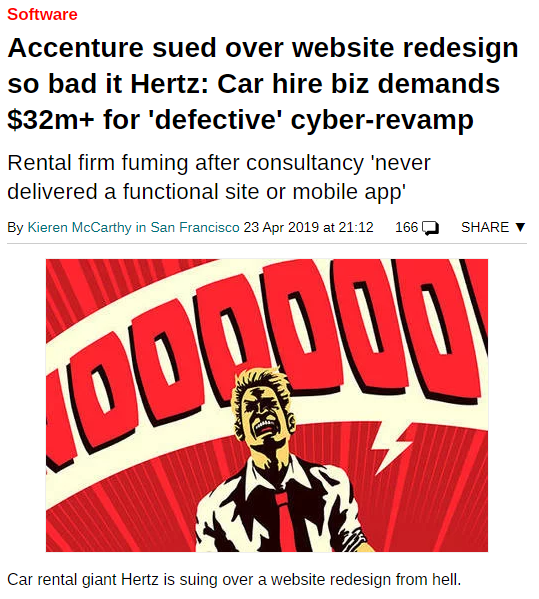 Software
Accenture sued over website redesign
so bad it Hertz: Car hire biz demands
$32m+ for 'defective' cyber-revamp
Rental firm fuming after consultancy 'never
delivered a functional site or mobile app'
By Kieren McCarthy in San Francisco 23 Apr 2019 at 21:12 166 SHARE ▼
NOOOOOO
Car rental giant Hertz is suing over a website redesign from hell.